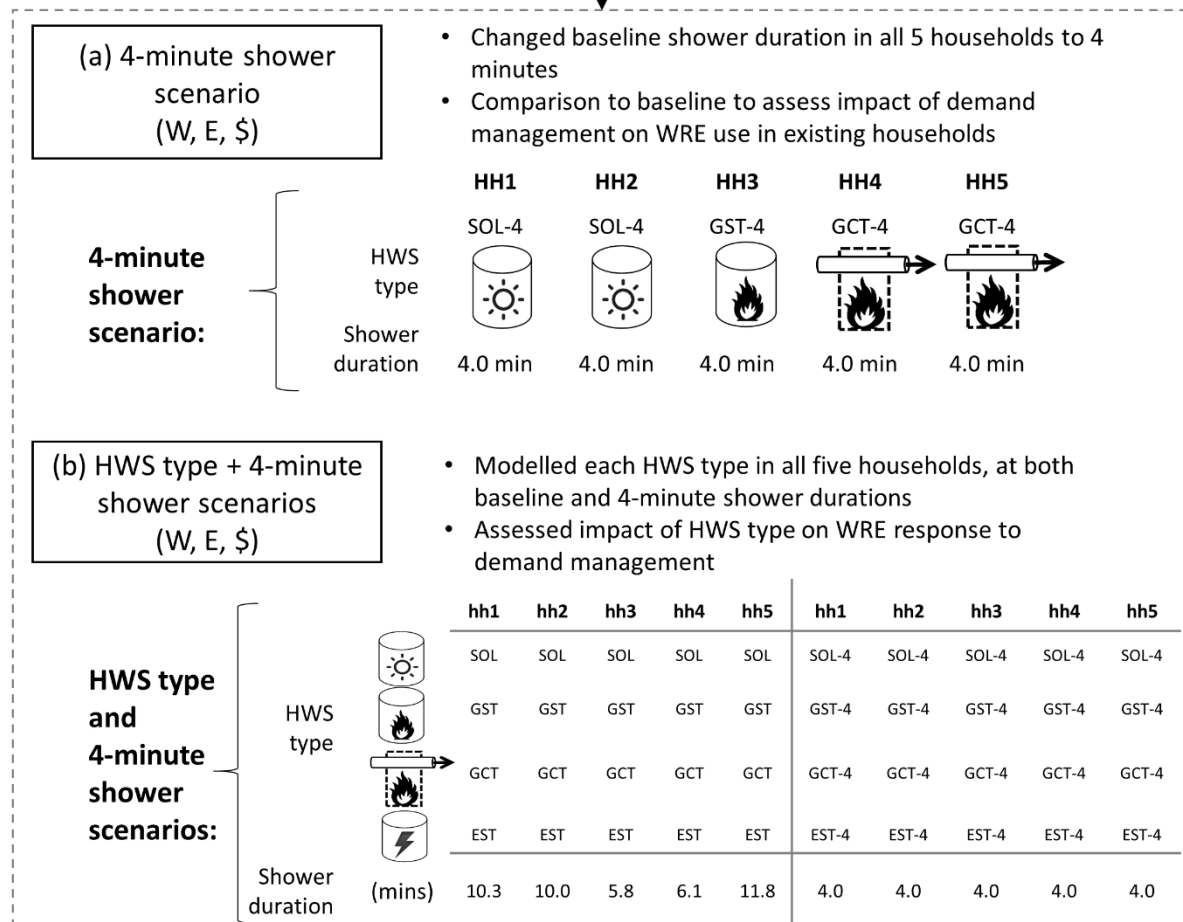 (a) 4-minute shower
scenario
(W, E, $)
• Changed baseline shower duration in all 5 households to 4
minutes
• Comparison to baseline to assess impact of demand
management on WRE use in existing households
HH1 HH2 HH3 HH4 HH5
SOL-4 SOL-4 GST-4 GCT-4 GCT-4
4-minute
shower
scenario:
HWS
type
Shower
duration
4.0 min 4.0 min 4.0 min 4.0 min 4.0 min
(b) HWS type + 4-minute
shower scenarios
(W, E, $)
• Modelled each HWS type in all five households, at both
baseline and 4-minute shower durations
• Assessed impact of HWS type on WRE response to
demand management
hh1 hh2 hh3 hh4 hh5 hh1 hh2 hh3 hh4 hh5
HWS type
and
4-minute
shower
scenarios:
HWS
type
SOL SOL SOL SOL SOL SOL-4 SOL-4 SOL-4 SOL-4 SOL-4
GST GST GST GST GST GST-4 GST-4 GST-4 GST-4 GST-4
GCT GCT GCT GCT GCT GCT-4 GCT-4 GCT-4 GCT-4 GCT-4
EST EST EST EST EST EST-4 EST-4 EST-4 EST-4 EST-4
Shower
duration
(mins) 10.3 10.0 5.8 6.1 11.8 4.0 4.0 4.0 4.0 4.0